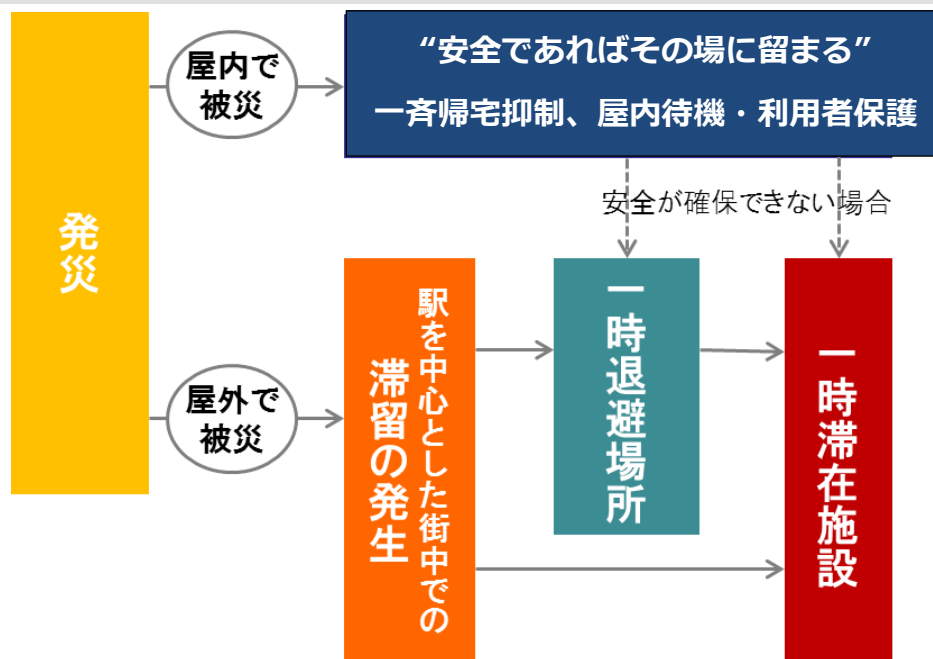 発災
屋内で
被災
“安全であればその場に留まる”
一斉帰宅抑制、屋内待機・利用者保護
安全が確保できない場合
屋外で
被災
駅を中心とした街中での
滞留の発生
一時退避場所
一時滞在施設